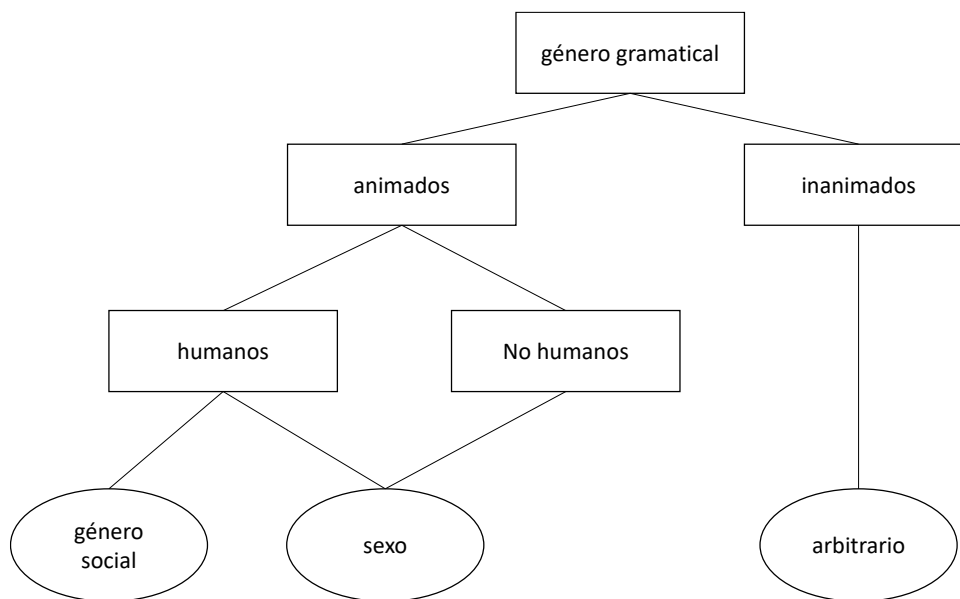 género gramatical
animados
inanimados
humanos
No humanos
género
social
sexo
arbitrario